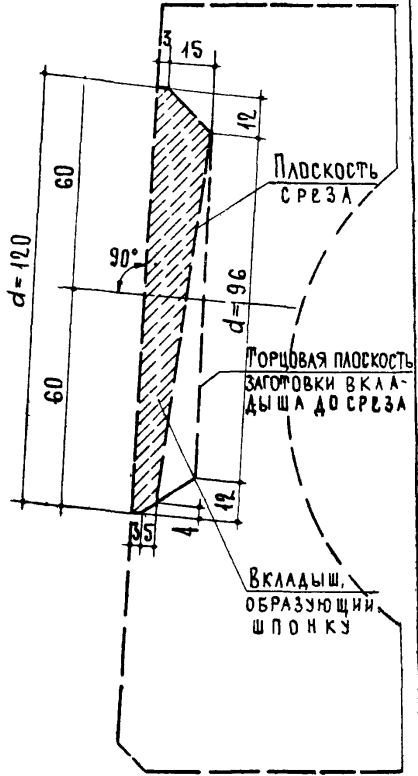 3
15
12
60
ПЛОСКОСТЬ
СРЕЗА
90°
d=120
d=96
60
ТОРЦОВАЯ ПЛОСКОСТЬ
ЗАГОТОВКИ ВКЛА-
ДЫША ДО СРЕЗА
12
3
5
4
ВКЛАДЫШ,
ОБРАЗУЮЩИЙ
ШПОНКУ